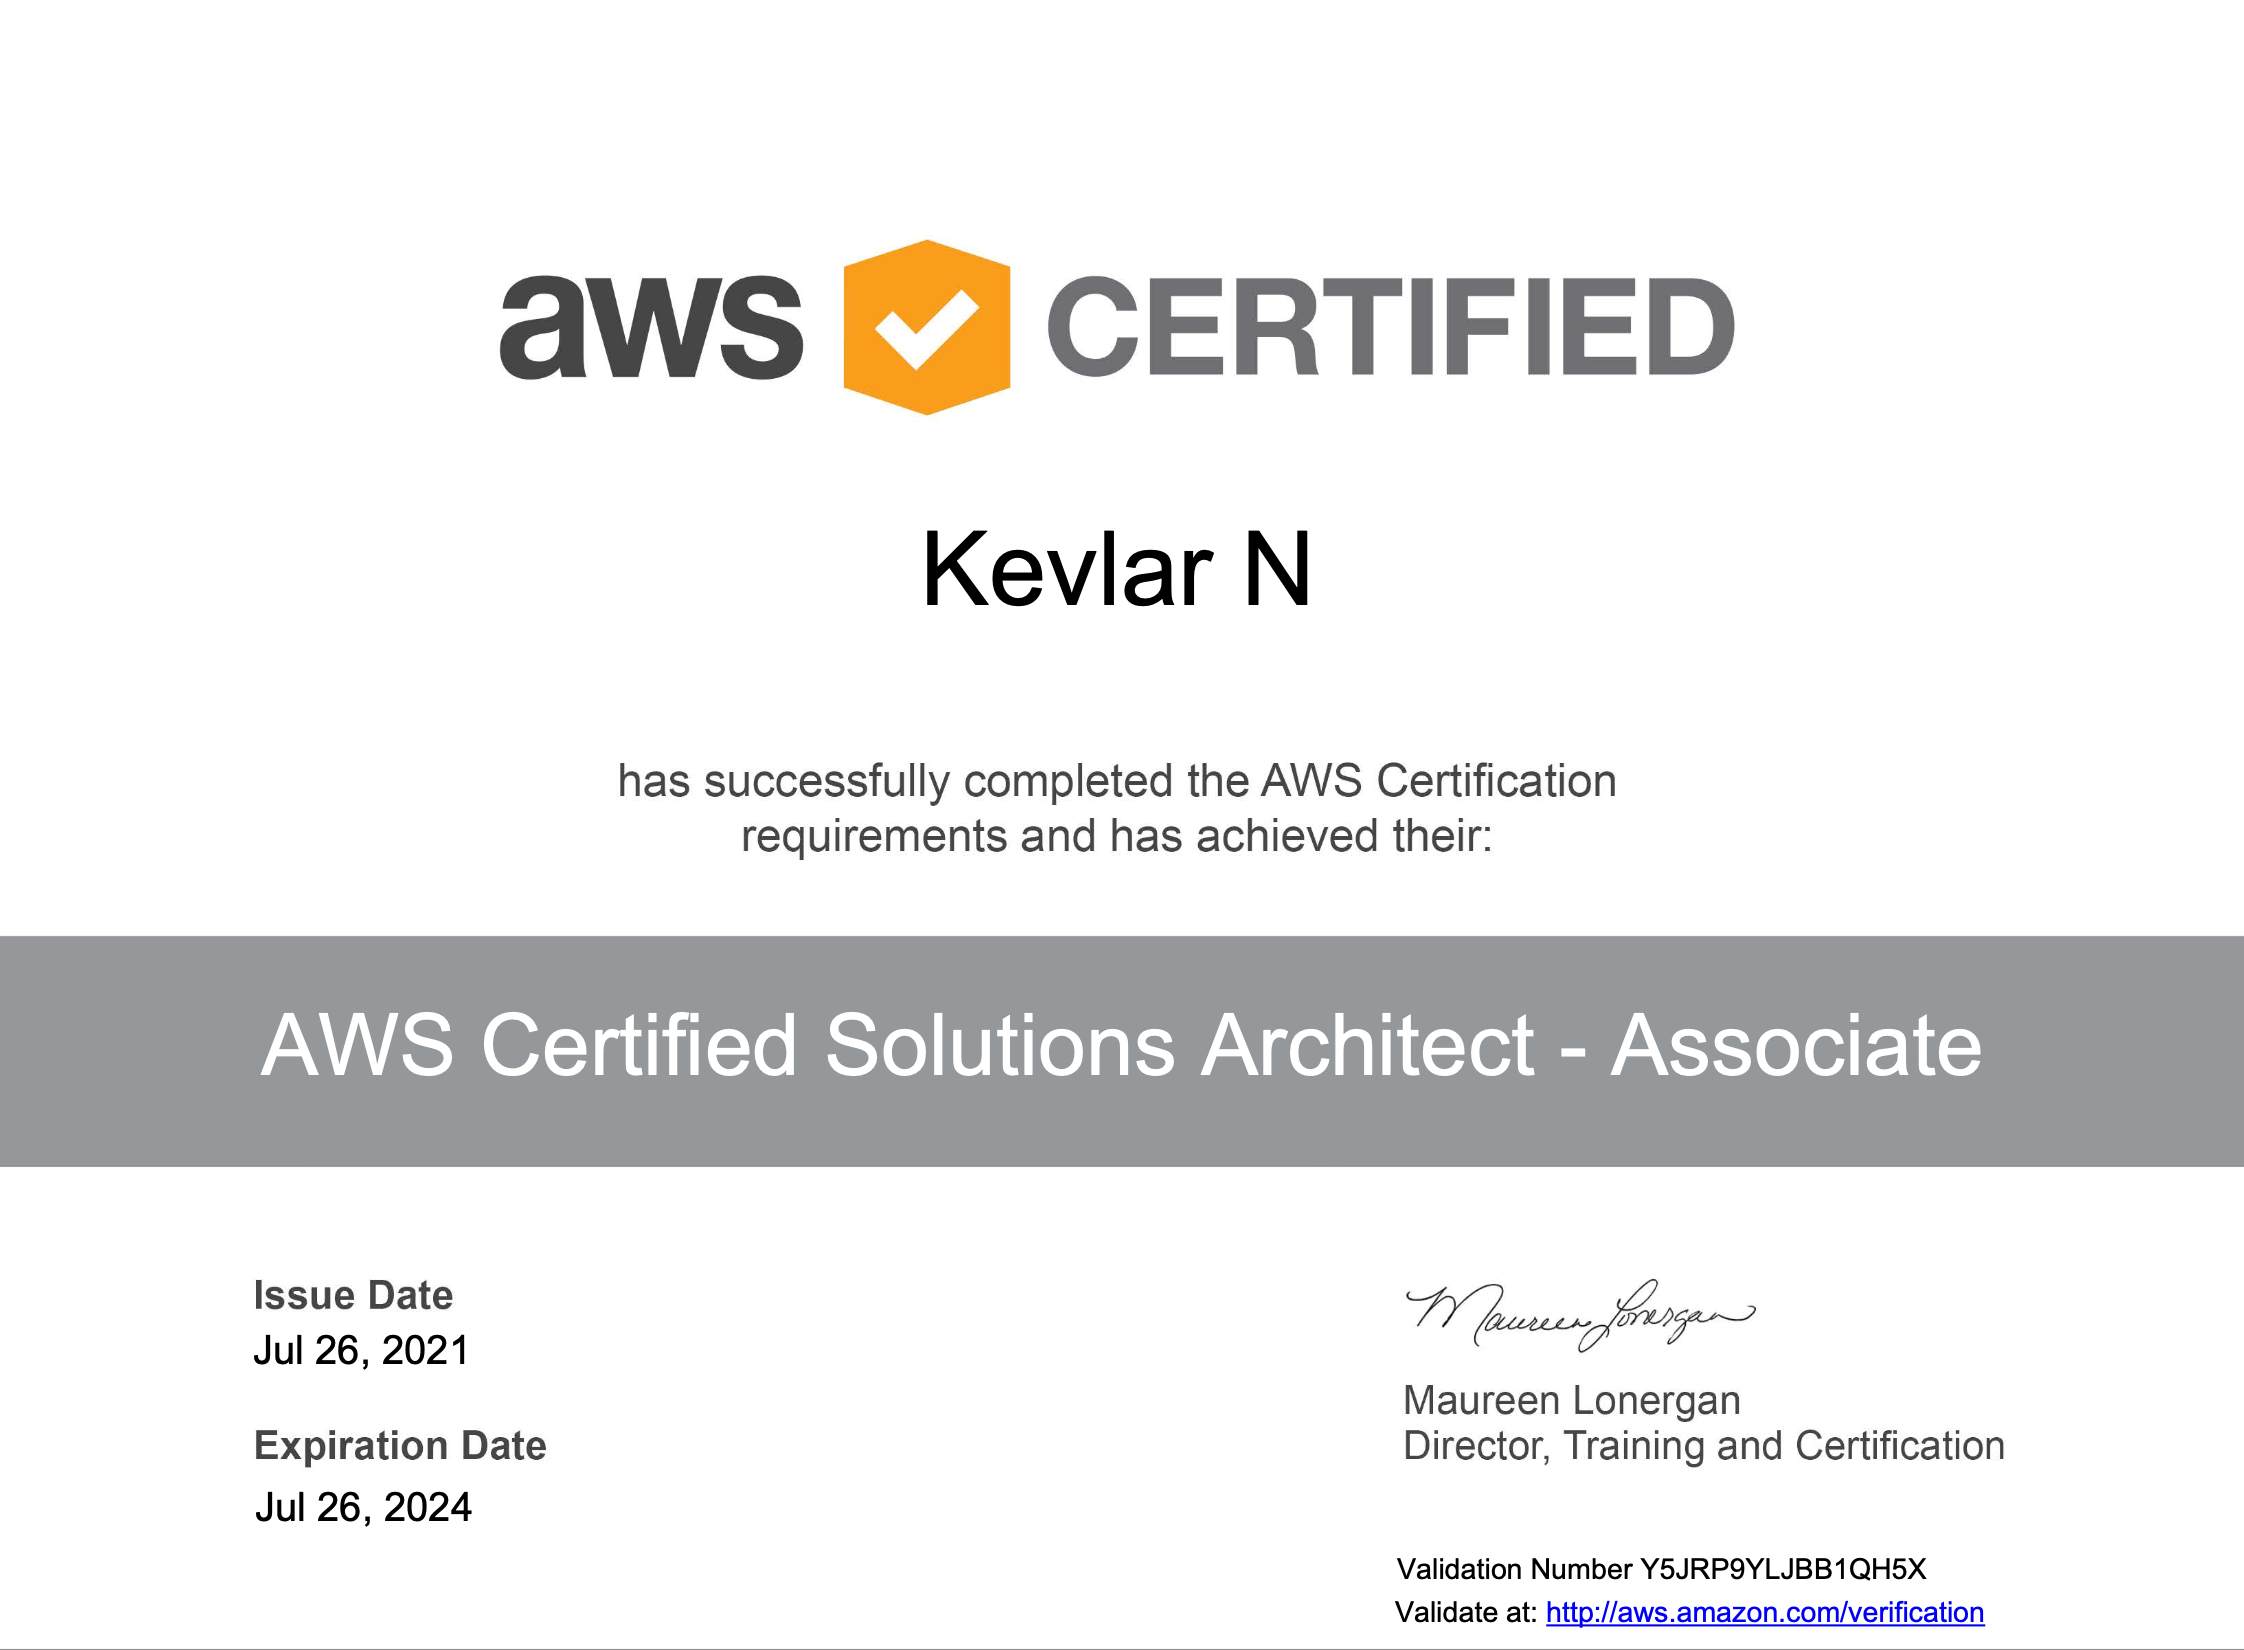 aws CERTIFIED
Kevlar N
has successfully completed the AWS Certification
requirements and has achieved their:
AWS Certified Solutions Architect - Associate
Issue Date
Jul 26, 2021
Expiration Date
Jul 26, 2024
Maureen Lonergan
Maureen Lonergan
Director, Training and Certification
Validation Number Y5JRP9YLJBB1QH5X
Validate at: http://aws.amazon.com/verification